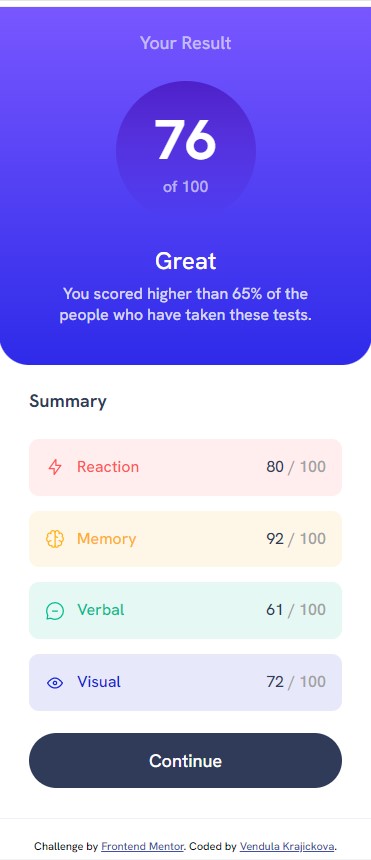 Your Result
76
of 100
Great
You scored higher than 65% of the
people who have taken these tests.
Summary
Reaction 80 / 100
Memory 92 / 100
Verbal 61 / 100
Visual 72 / 100
Continue
Challenge by Frontend Mentor. Coded by Vendula Krajickova.